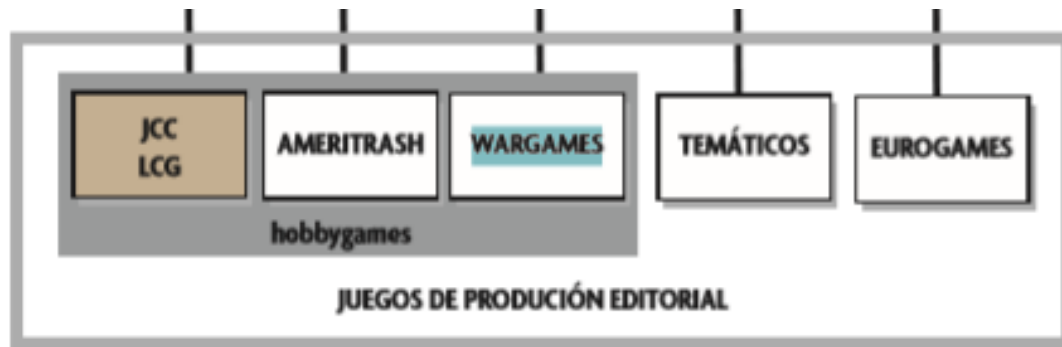 JCC
LCG
AMERITRASH
WARGAMES
TEMÁTICOS
EUROGAMES
hobbygames
JUEGOS DE PRODUCIÓN EDITORIAL